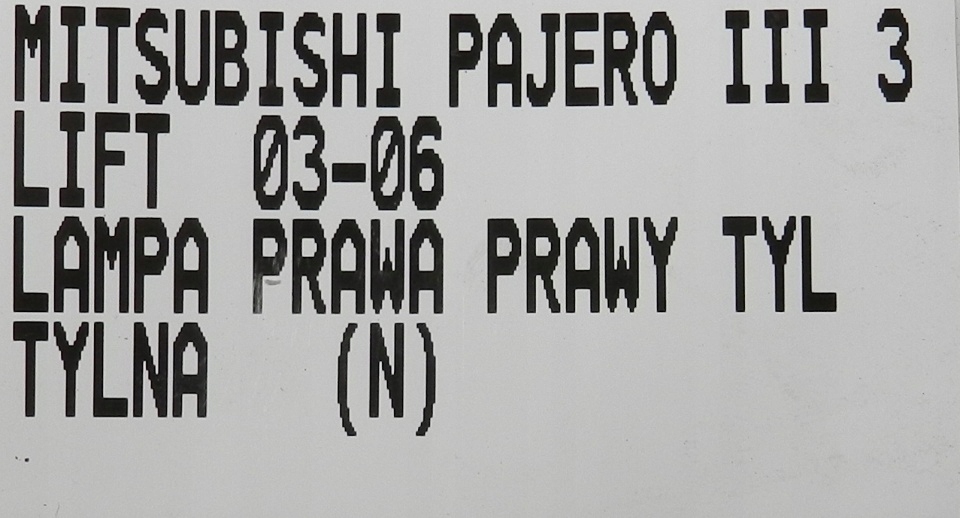 MITSUBISHI PAJERO III 3
LIFT 03-06
LAMPA PRAWA PRAWY TYL
TYLNA (N)